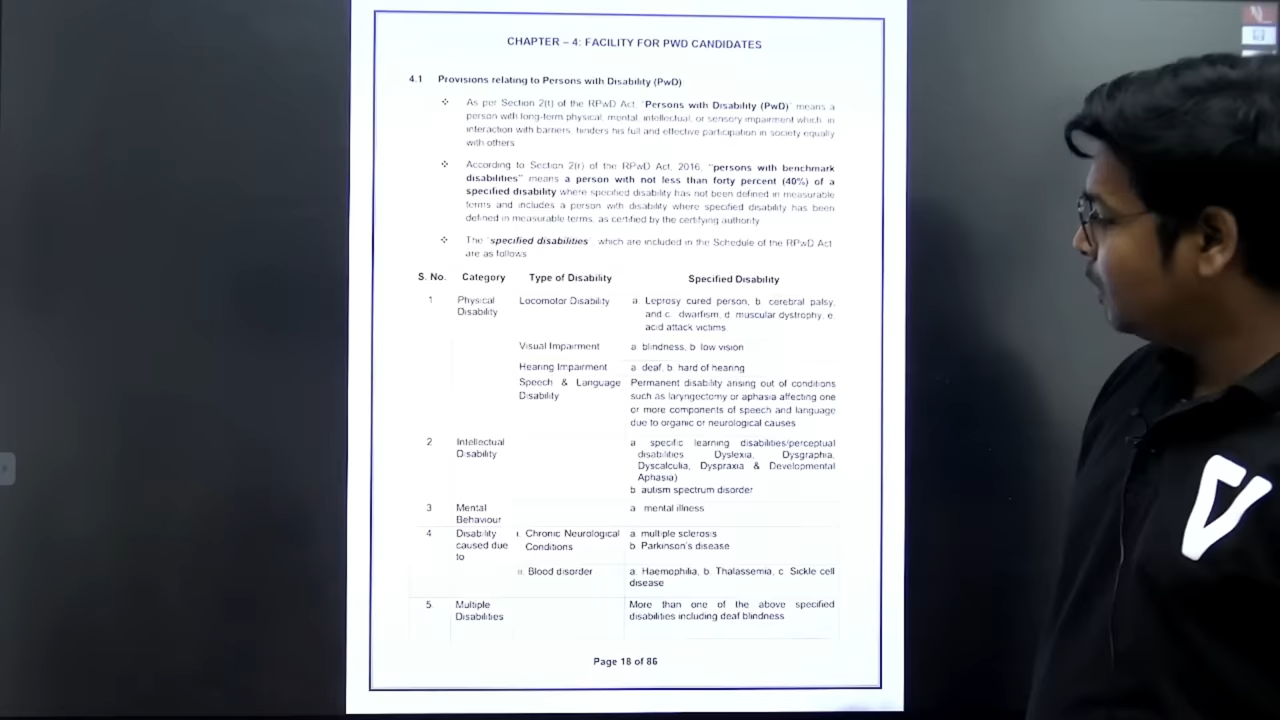 CHAPTER – 4: FACILITY FOR PWD CANDIDATES
4.1 Provisions relating to Persons with Disability (PwD)
❖ As per Section 2(t) of the RPwD Act, "Persons with Disability (PwD)" means a
person with long-term physical, mental, intellectual, or sensory impairment which, in
interaction with barriers, hinders his full and effective participation in society equally
with others
❖ According to Section 2(r) of the RPwD Act, 2016, "persons with benchmark
disabilities" means a person with not less than forty percent (40%) of a
specified disability where specified disability has not been defined in measurable
terms and includes a person with disability where specified disability has been
defined in measurable terms, as certified by the certifying authority
❖ The "specified disabilities" which are included in the Schedule of the RPwD Act
are as follows
S. No. Category Type of Disability Specified Disability
1 Physical Disability Locomotor Disability a. Leprosy cured person, b. cerebral palsy,
and c. dwarfism, d. muscular dystrophy, e.
acid attack victims
Visual Impairment a. blindness, b. low vision
Hearing Impairment a. deaf, b. hard of hearing
Speech & Language Permanent disability arising out of conditions
Disability such as laryngectomy or aphasia affecting one
or more components of speech and language
due to organic or neurological causes
2 Intellectual a. specific learning disabilities/perceptual
Disability disabilities Dyslexia, Dysgraphia,
Dyscalculia, Dyspraxia & Developmental
Aphasia)
b. autism spectrum disorder
3 Mental a. mental illness
Behaviour
4 Disability i. Chronic Neurological a. multiple sclerosis
caused due Conditions b. Parkinson's disease
to
ii. Blood disorder a. Haemophilia, b. Thalassemia, c. Sickle cell
disease
5. Multiple More than one of the above specified
Disabilities disabilities including deaf blindness
Page 18 of 86